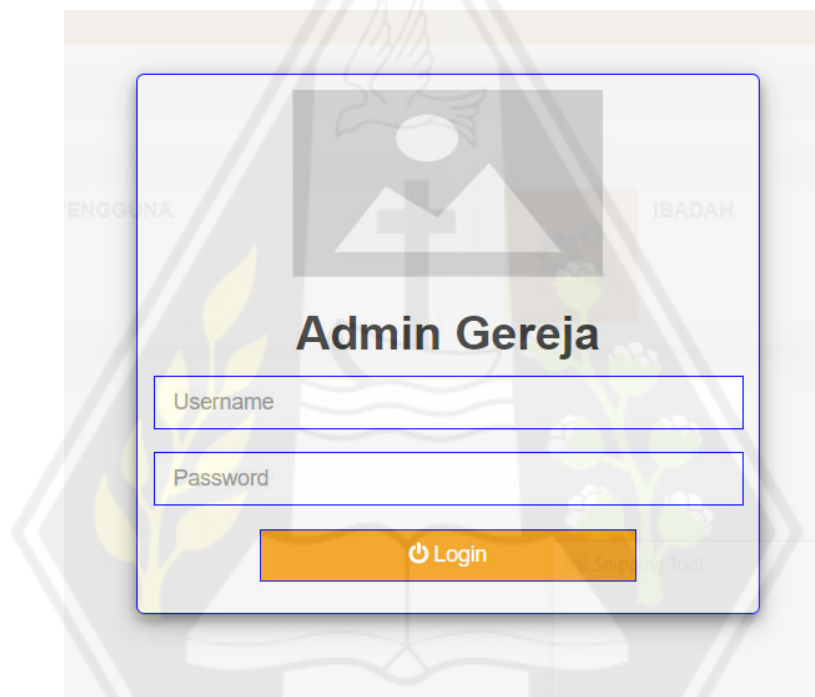 PENGGUNA
IBADAH
Admin Gereja
Username
Password
Login
Snipping Tool